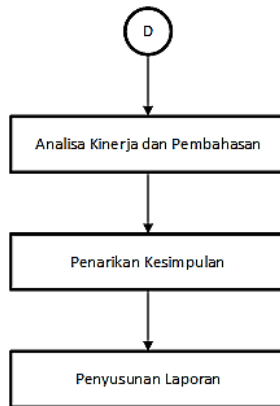 D
Analisa Kinerja dan Pembahasan
Penarikan Kesimpulan
Penyusunan Laporan